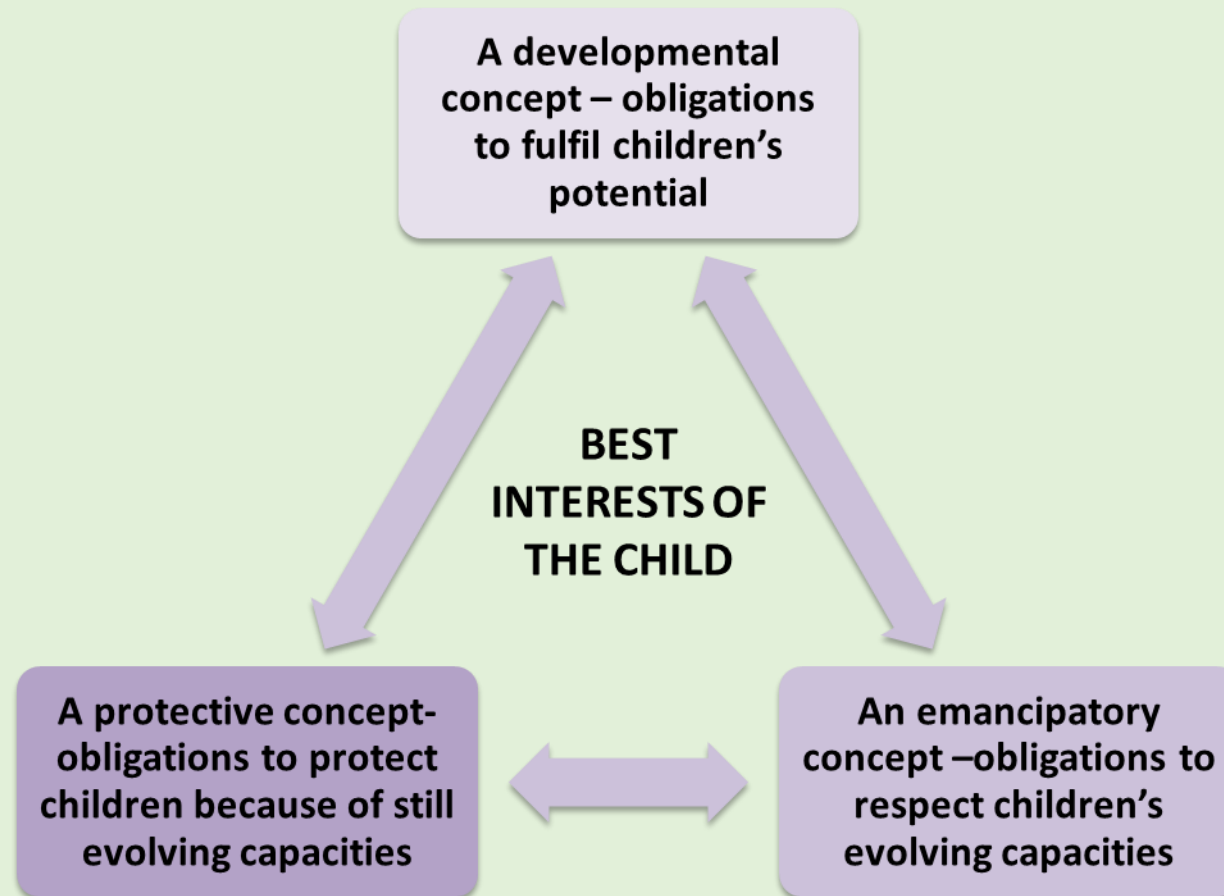 A developmental
concept – obligations
to fulfil children’s
potential
BEST
INTERESTS OF
THE CHILD
A protective concept-
obligations to protect
children because of still
evolving capacities
An emancipatory
concept –obligations to
respect children’s
evolving capacities